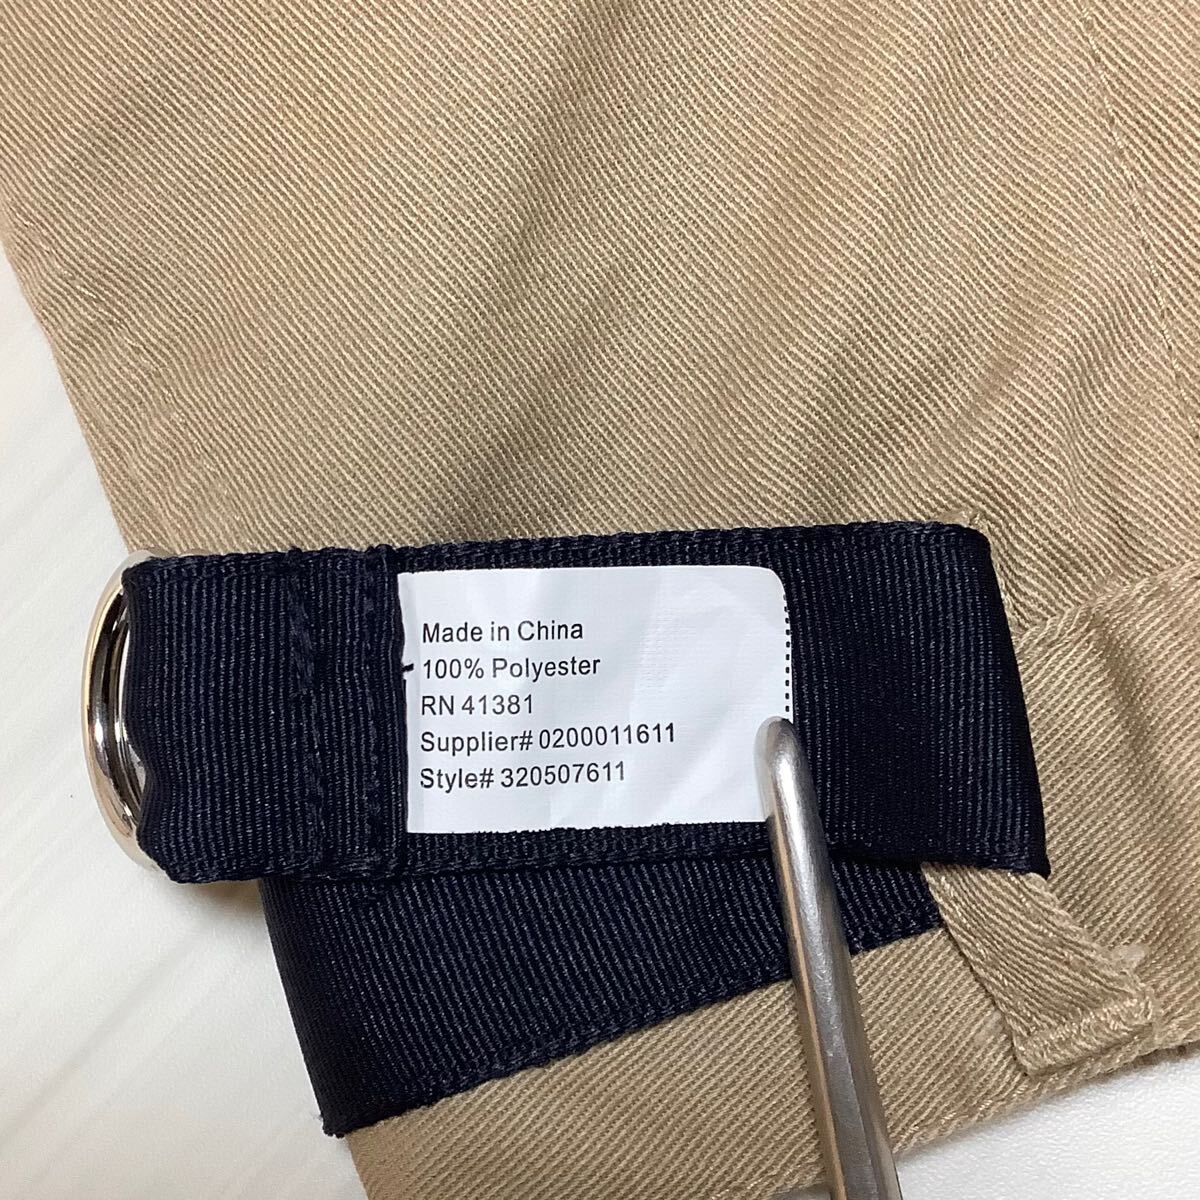 Made in China
100% Polyester
RN 41381
Supplier# 0200011611
Style# 320507611